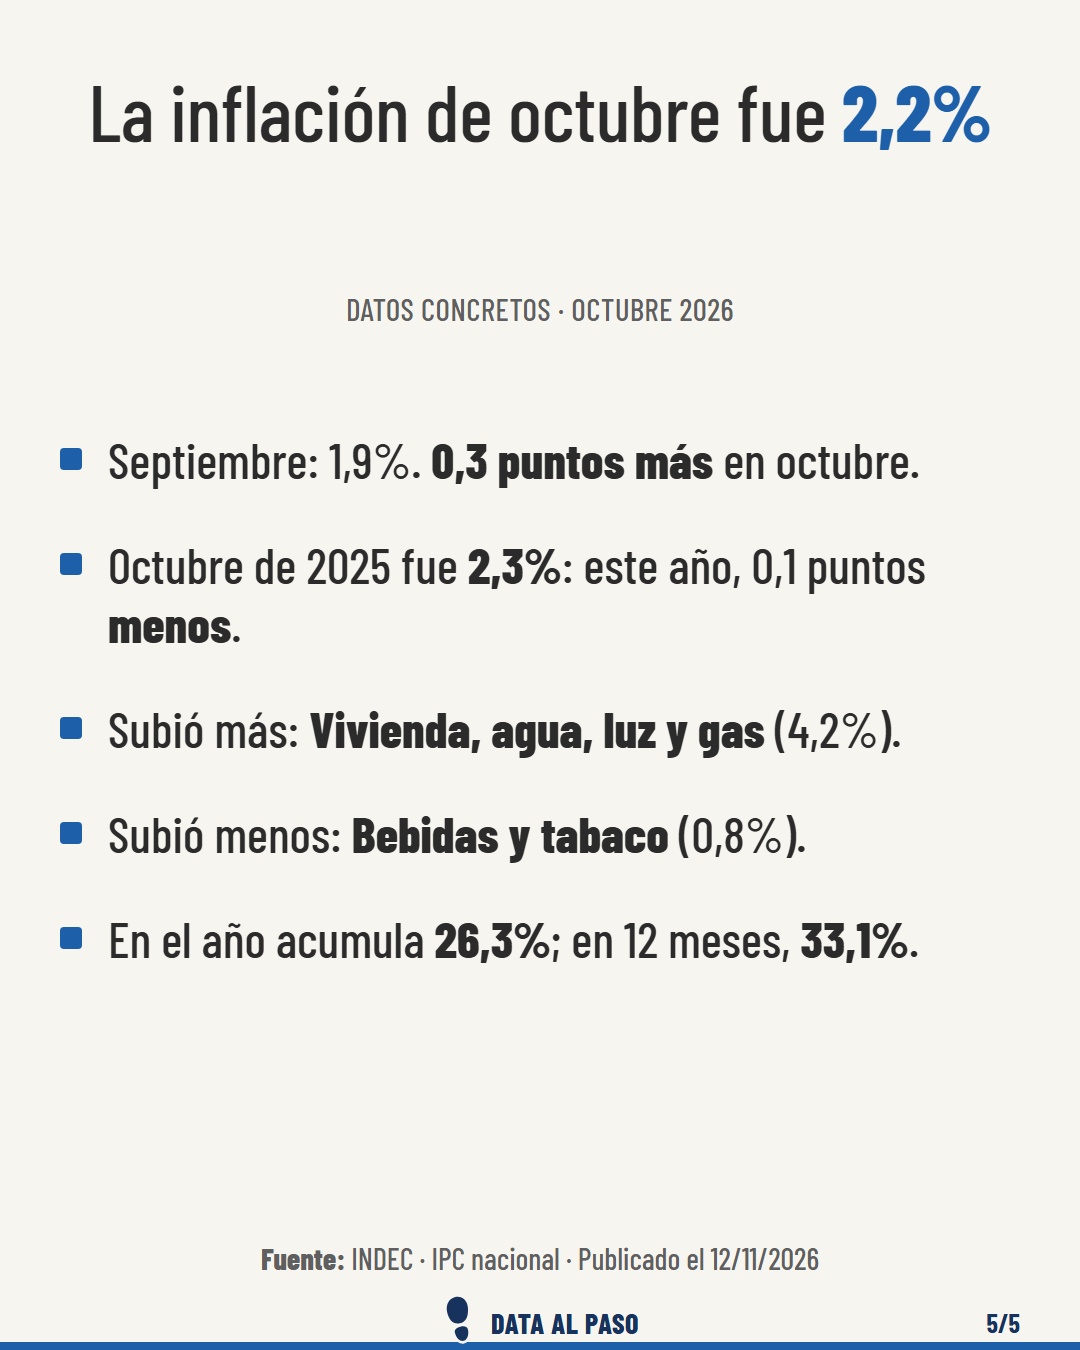 La inflación de octubre fue 2,2%
DATOS CONCRETOS · OCTUBRE 2026
Septiembre: 1,9%. 0,3 puntos más en octubre.
Octubre de 2025 fue 2,3%: este año, 0,1 puntos
menos.
Subió más: Vivienda, agua, luz y gas (4,2%).
Subió menos: Bebidas y tabaco (0,8%).
En el año acumula 26,3%; en 12 meses, 33,1%.
Fuente: INDEC · IPC nacional · Publicado el 12/11/2026
DATA AL PASO
5/5